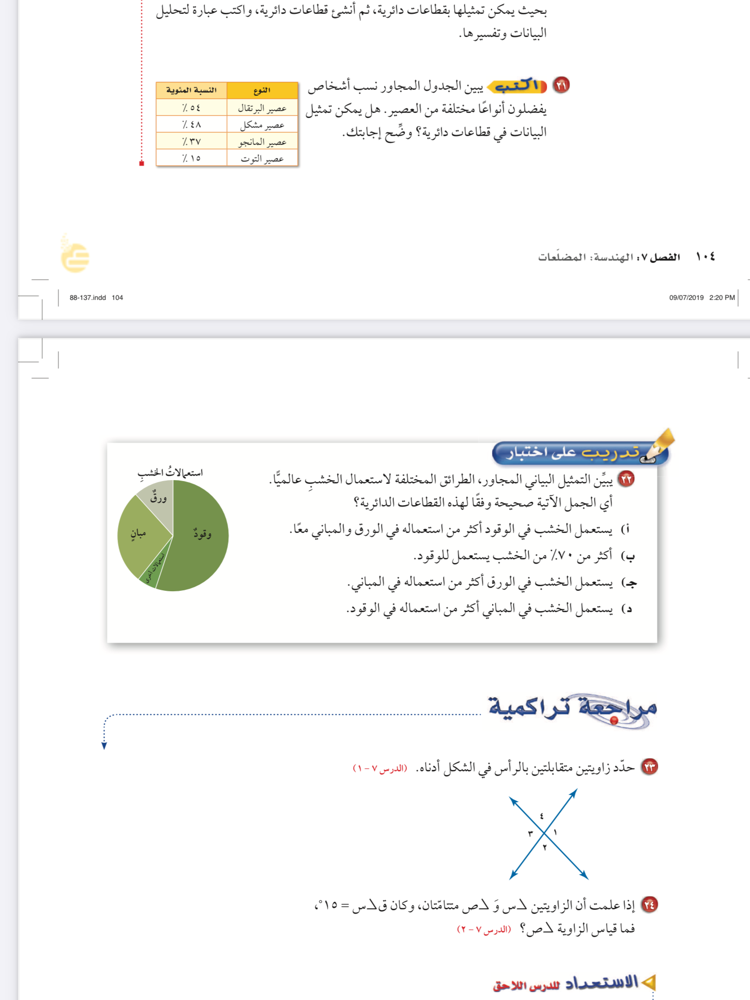 بحيث يمكن تمثيلها بقطاعات دائرية، ثم أنشئ قطاعات دائرية، واكتب عبارة لتحليل
البيانات وتفسيرها.
٢١ اكتب يبين الجدول المجاور نسب أشخاص
يفضلون أنواعًا مختلفة من العصير. هل يمكن تمثيل
البيانات في قطاعات دائرية؟ وضِّح إجابتك.
النوع النسبة المئوية
عصير البرتقال ٥٤ ٪
عصير مشكل ٤٨ ٪
عصير المانجو ٣٧ ٪
عصير التوت ١٥ ٪
١٠٤ الفصل ٧: الهندسة: المضلّعات
88-137.indd 104
09/07/2019 2:20 PM
تدريب على اختبار
٢٢ يبيِّن التمثيل البياني المجاور، الطرائق المختلفة لاستعمال الخشبِ عالميًّا.
أي الجمل الآتية صحيحة وفقًا لهذه القطاعات الدائرية؟
أ) يستعمل الخشب في الوقود أكثر من استعماله في الورق والمباني معًا.
ب) أكثر من ٧٠٪ من الخشب يستعمل للوقود.
جـ) يستعمل الخشب في الورق أكثر من استعماله في المباني.
د) يستعمل الخشب في المباني أكثر من استعماله في الوقود.
استعمالاتُ الخشبِ
ورقٌ
وقودٌ
مبانٍ
استعمالات أخرى
مراجعة تراكمية
٢٣ حدّد زاويتين متقابلتين بالرأس في الشكل أدناه. (الدرس ٧ - ١)
٤
١
٣
٢
٢٤ إذا علمت أن الزاويتين ∠س وَ ∠ص متتامّتان، وكان ق∠س = ١٥°،
فما قياس الزاوية ∠ص؟ (الدرس ٧ - ٢)
الاستعداد للدرس اللاحق